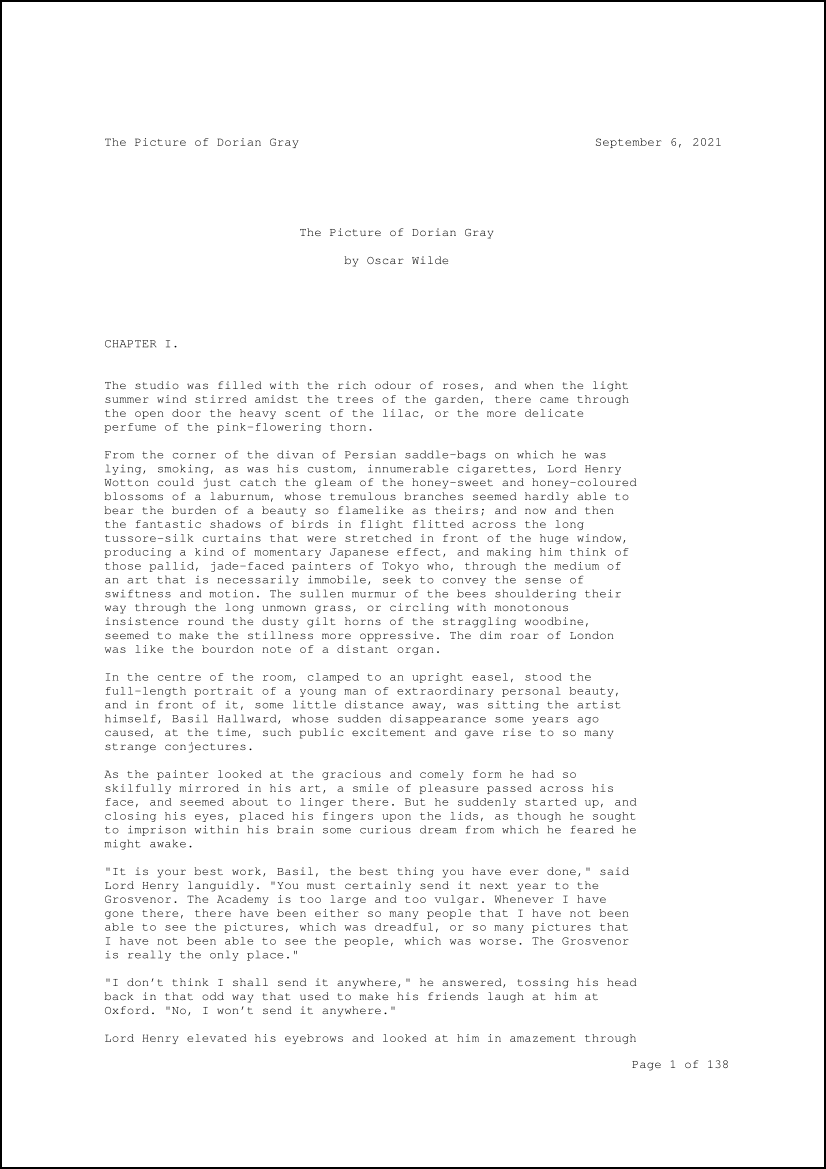 The Picture of Dorian Gray September 6, 2021
The Picture of Dorian Gray
by Oscar Wilde
CHAPTER I.
The studio was filled with the rich odour of roses, and when the light
summer wind stirred amidst the trees of the garden, there came through
the open door the heavy scent of the lilac, or the more delicate
perfume of the pink-flowering thorn.
From the corner of the divan of Persian saddle-bags on which he was
lying, smoking, as was his custom, innumerable cigarettes, Lord Henry
Wotton could just catch the gleam of the honey-sweet and honey-coloured
blossoms of a laburnum, whose tremulous branches seemed hardly able to
bear the burden of a beauty so flamelike as theirs; and now and then
the fantastic shadows of birds in flight flitted across the long
tussore-silk curtains that were stretched in front of the huge window,
producing a kind of momentary Japanese effect, and making him think of
those pallid, jade-faced painters of Tokyo who, through the medium of
an art that is necessarily immobile, seek to convey the sense of
swiftness and motion. The sullen murmur of the bees shouldering their
way through the long unmown grass, or circling with monotonous
insistence round the dusty gilt horns of the straggling woodbine,
seemed to make the stillness more oppressive. The dim roar of London
was like the bourdon note of a distant organ.
In the centre of the room, clamped to an upright easel, stood the
full-length portrait of a young man of extraordinary personal beauty,
and in front of it, some little distance away, was sitting the artist
himself, Basil Hallward, whose sudden disappearance some years ago
caused, at the time, such public excitement and gave rise to so many
strange conjectures.
As the painter looked at the gracious and comely form he had so
skilfully mirrored in his art, a smile of pleasure passed across his
face, and seemed about to linger there. But he suddenly started up, and
closing his eyes, placed his fingers upon the lids, as though he sought
to imprison within his brain some curious dream from which he feared he
might awake.
"It is your best work, Basil, the best thing you have ever done," said
Lord Henry languidly. "You must certainly send it next year to the
Grosvenor. The Academy is too large and too vulgar. Whenever I have
gone there, there have been either so many people that I have not been
able to see the pictures, which was dreadful, or so many pictures that
I have not been able to see the people, which was worse. The Grosvenor
is really the only place."
"I don't think I shall send it anywhere," he answered, tossing his head
back in that odd way that used to make his friends laugh at him at
Oxford. "No, I won't send it anywhere."
Lord Henry elevated his eyebrows and looked at him in amazement through
Page 1 of 138